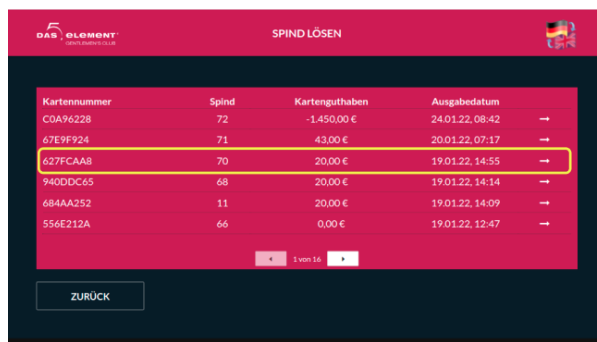 DAS 5 ELEMENT
GENTLEMEN'S CLUB
SPIND LÖSEN
Kartennummer Spind Kartenguthaben Ausgabedatum
C0A96228 72 -1.450,00 € 24.01.22, 08:42 →
67E9F924 71 43,00 € 20.01.22, 07:17 →
627FCAA8 70 20,00 € 19.01.22, 14:55 →
940DDC65 68 20,00 € 19.01.22, 14:14 →
684AA252 11 20,00 € 19.01.22, 14:09 →
556E212A 66 0,00 € 19.01.22, 12:47 →
1 von 16
ZURÜCK